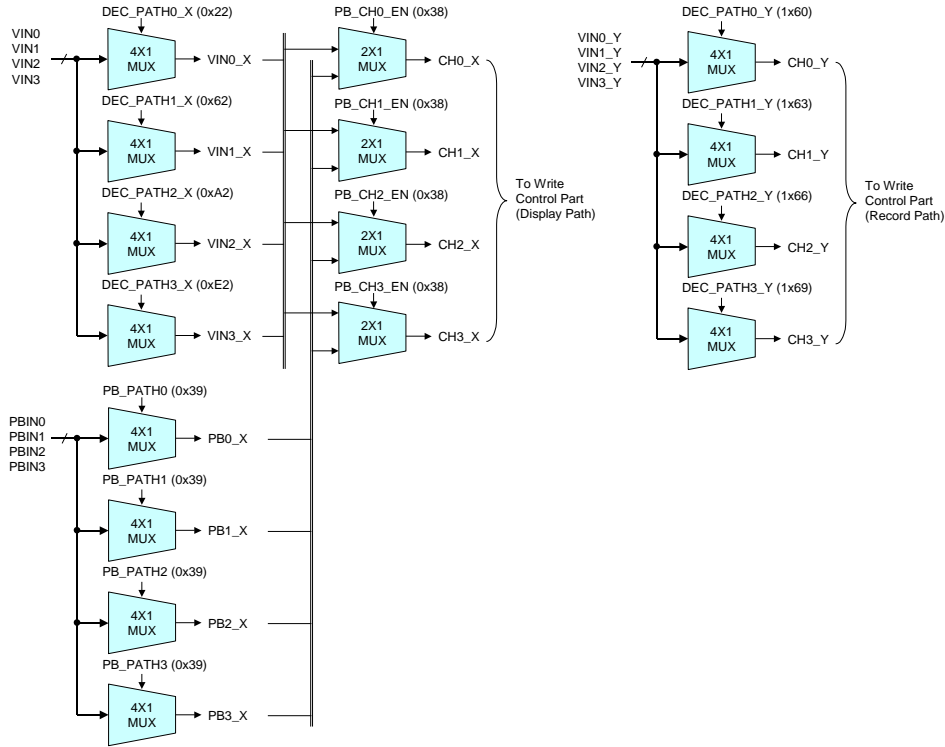 DEC_PATH0_X (0x22)
VIN0
VIN1
VIN2
VIN3
4X1
MUX
VIN0_X
DEC_PATH1_X (0x62)
4X1
MUX
VIN1_X
DEC_PATH2_X (0xA2)
4X1
MUX
VIN2_X
DEC_PATH3_X (0xE2)
4X1
MUX
VIN3_X
PB_CH0_EN (0x38)
2X1
MUX
CH0_X
PB_CH1_EN (0x38)
2X1
MUX
CH1_X
PB_CH2_EN (0x38)
2X1
MUX
CH2_X
PB_CH3_EN (0x38)
2X1
MUX
CH3_X
To Write
Control Part
(Display Path)
DEC_PATH0_Y (1x60)
VIN0_Y
VIN1_Y
VIN2_Y
VIN3_Y
4X1
MUX
CH0_Y
DEC_PATH1_Y (1x63)
4X1
MUX
CH1_Y
DEC_PATH2_Y (1x66)
4X1
MUX
CH2_Y
DEC_PATH3_Y (1x69)
4X1
MUX
CH3_Y
To Write
Control Part
(Record Path)
PB_PATH0 (0x39)
PBIN0
PBIN1
PBIN2
PBIN3
4X1
MUX
PB0_X
PB_PATH1 (0x39)
4X1
MUX
PB1_X
PB_PATH2 (0x39)
4X1
MUX
PB2_X
PB_PATH3 (0x39)
4X1
MUX
PB3_X